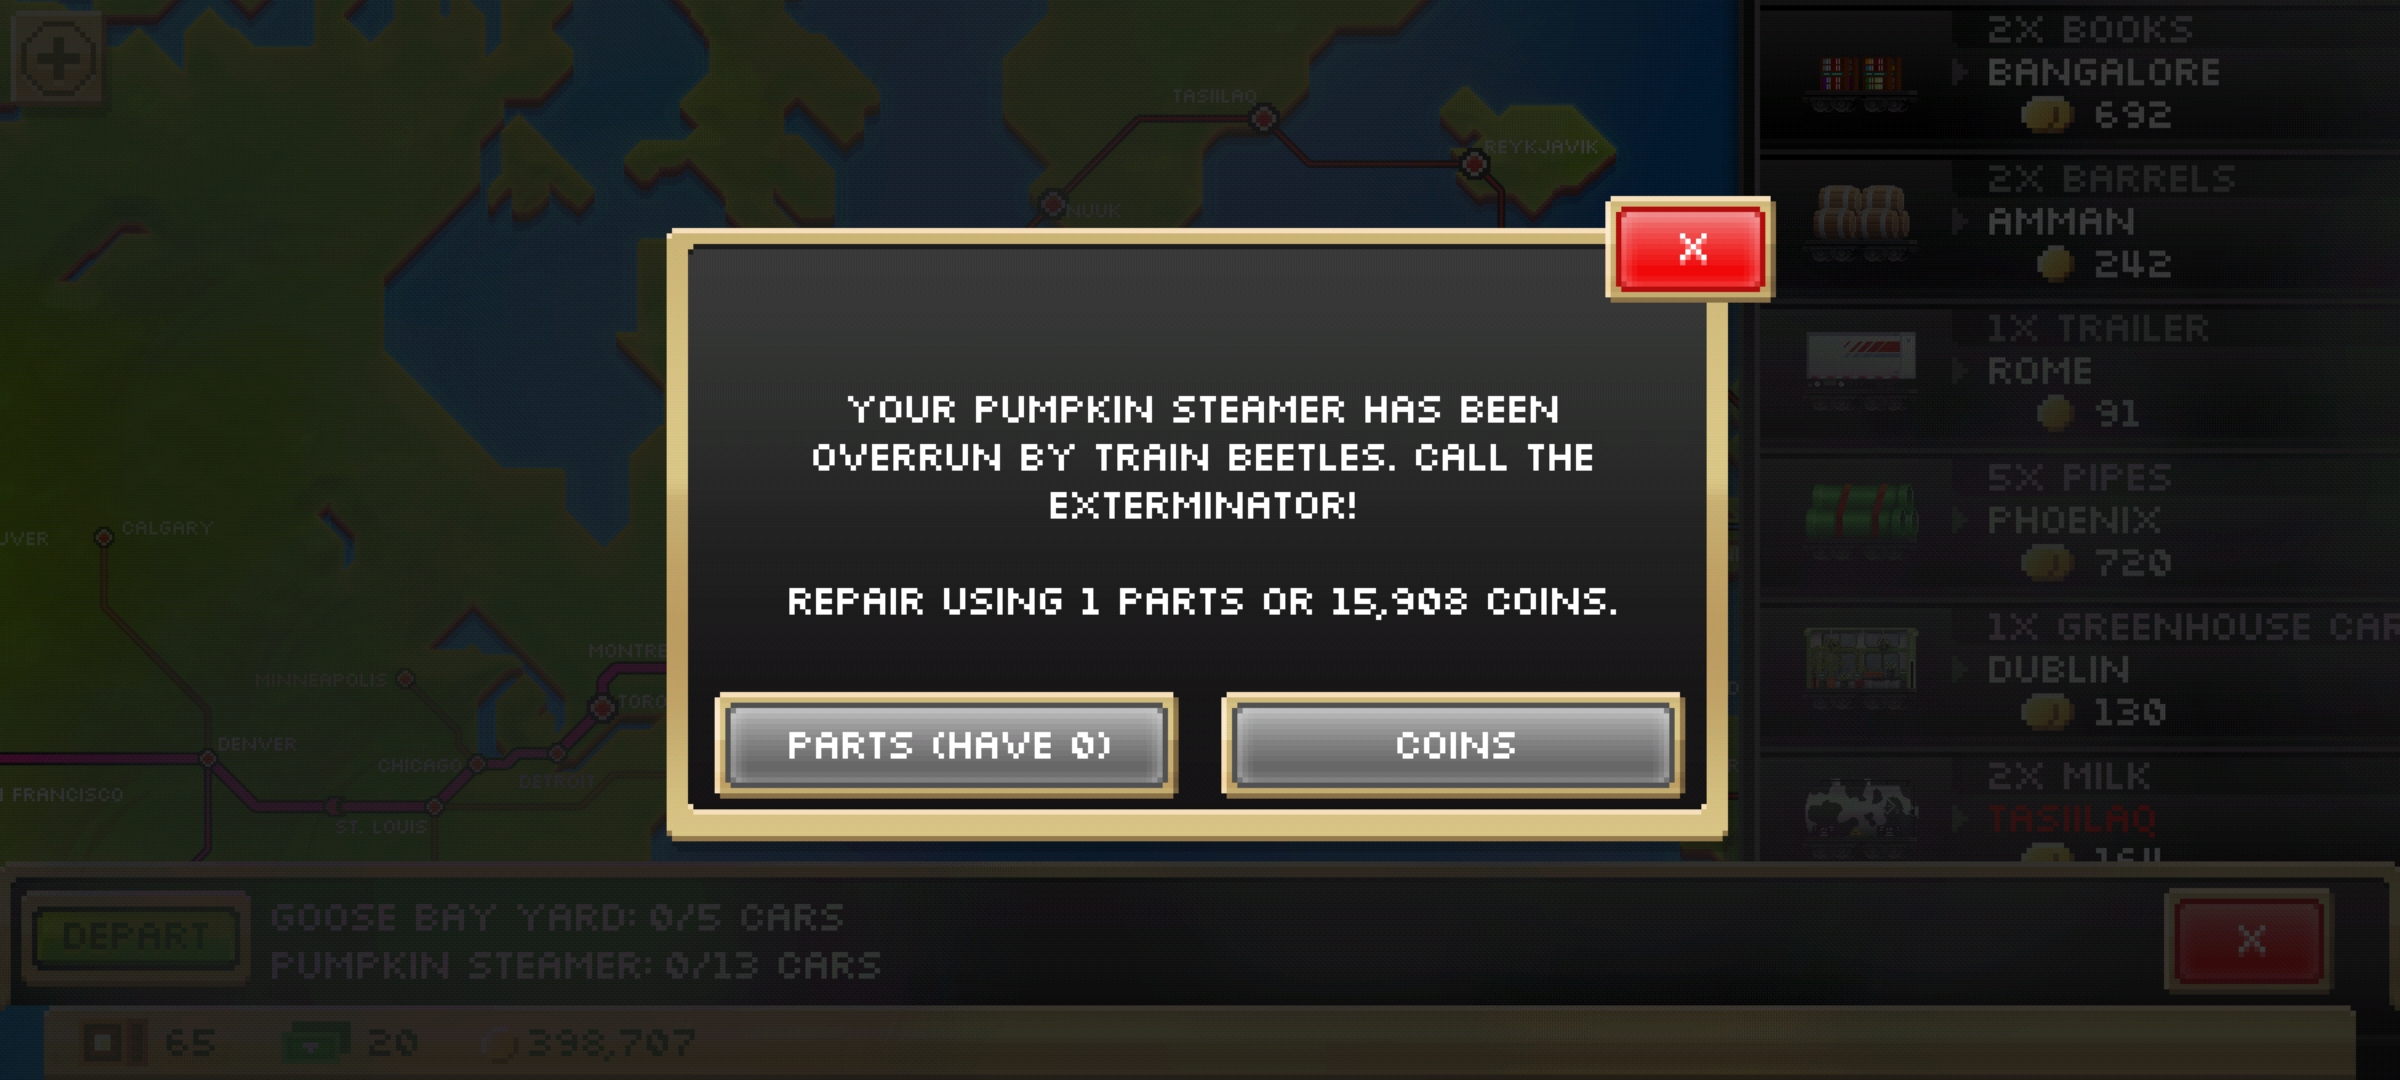 2X BOOKS
BANGALORE
692
2X BARRELS
AMMAN
242
1X TRAILER
ROME
91
5X PIPES
PHOENIX
720
1X GREENHOUSE CAR
DUBLIN
130
2X MILK
TASIILAQ
164
TASIILAQ
REYKJAVIK
NUUK
X
YOUR PUMPKIN STEAMER HAS BEEN
OVERRUN BY TRAIN BEETLES. CALL THE
EXTERMINATOR!
REPAIR USING 1 PARTS OR 15,908 COINS.
PARTS (HAVE 0)
COINS
CALGARY
UVER
MONTRE
MINNEAPOLIS
TORO
DENVER
CHICAGO
DETROIT
FRANCISCO
ST. LOUIS
DEPART
GOOSE BAY YARD: 0/5 CARS
PUMPKIN STEAMER: 0/13 CARS
X
65
20
398,707